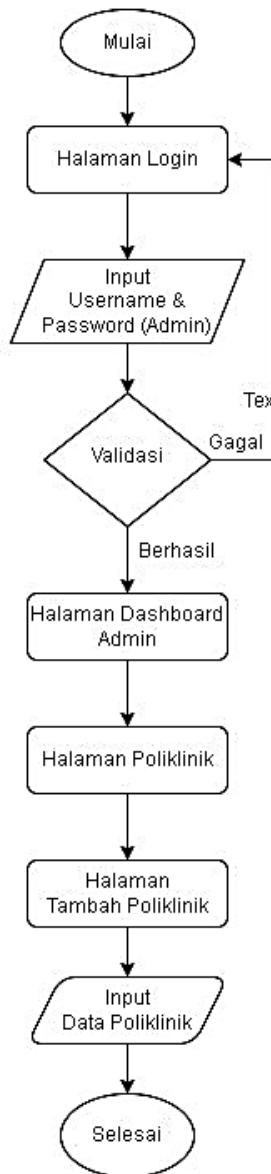 Mulai
Halaman Login
Input
Username &
Password (Admin)
Validasi
Tex
Gagal
Berhasil
Halaman Dashboard
Admin
Halaman Poliklinik
Halaman
Tambah Poliklinik
Input
Data Poliklinik
Selesai